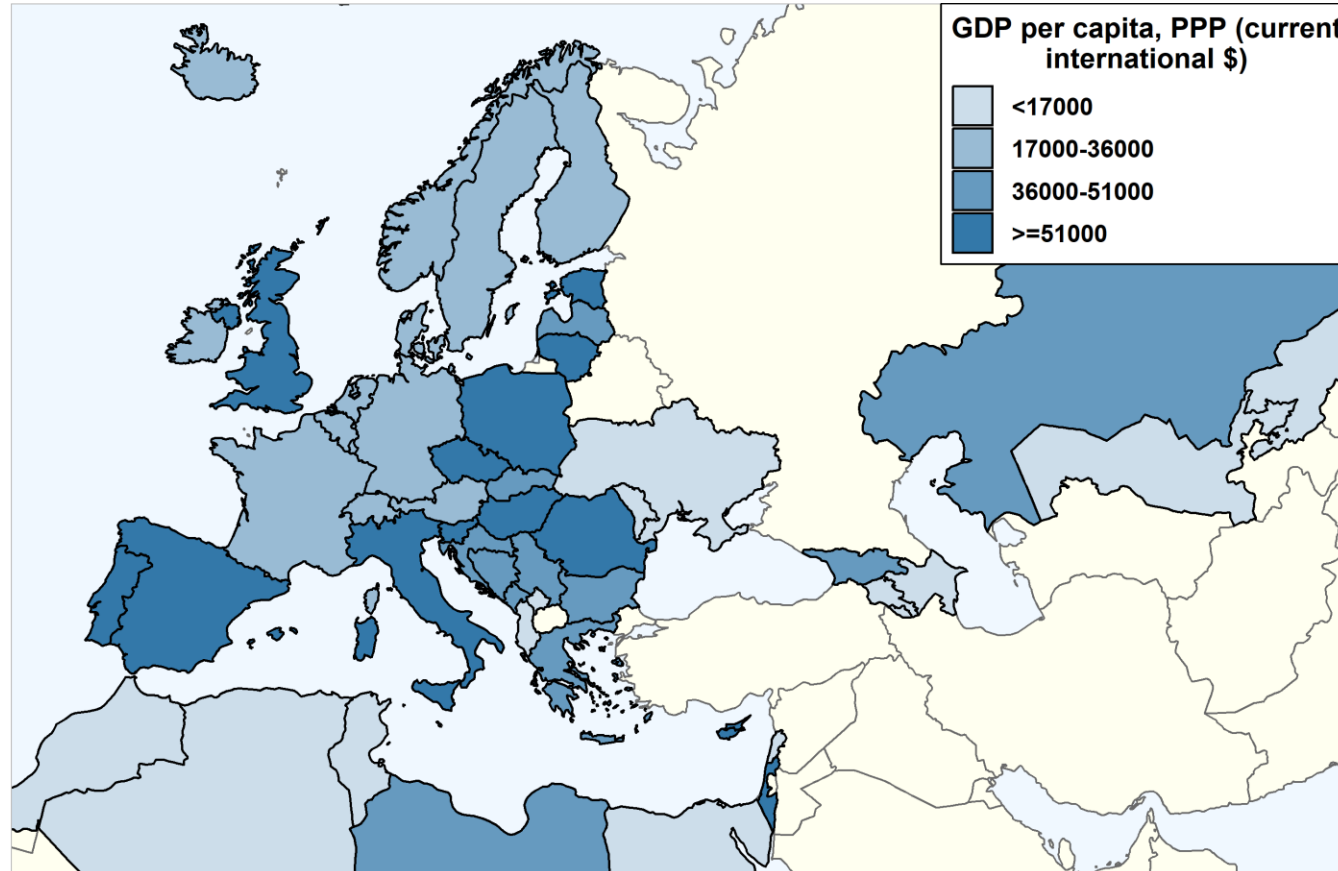 GDP per capita, PPP (current
international $)
<17000
17000-36000
36000-51000
>=51000